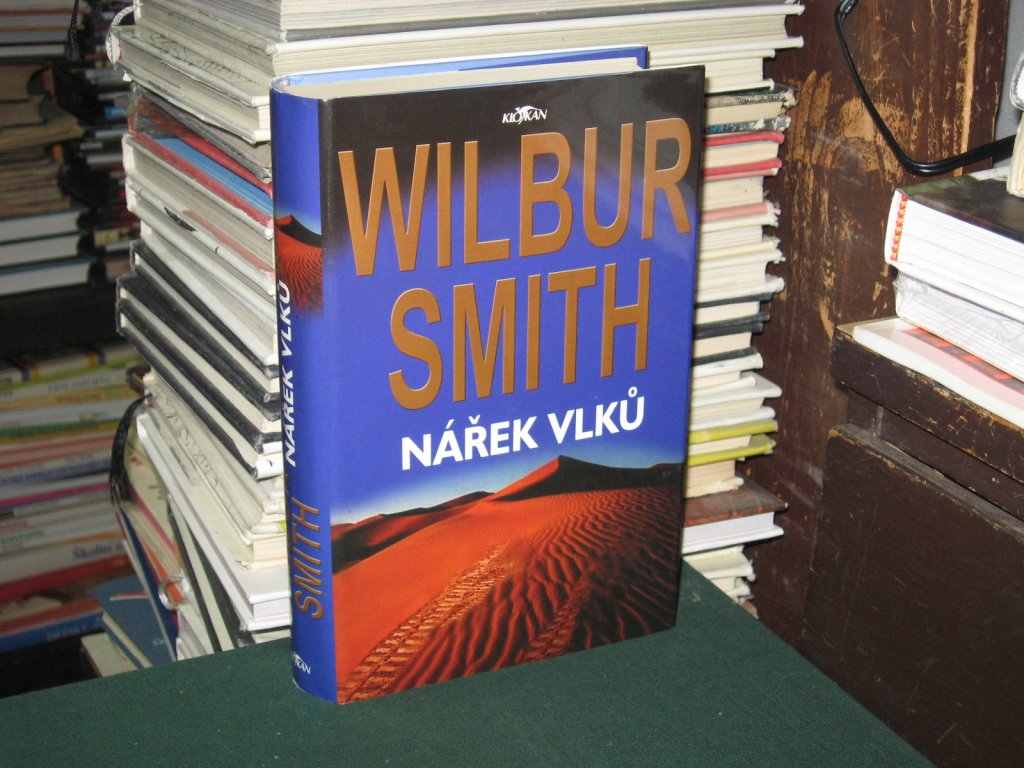 KLOKAN
WILBUR
SMITH
NÁŘEK VLKŮ
NÁŘEK VLKŮ
SMITH